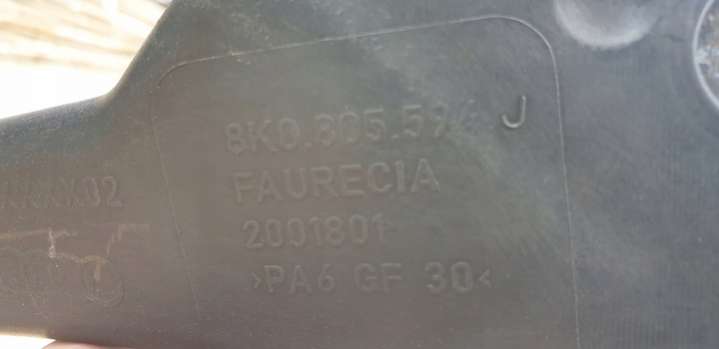 8K0.805.594 J
FAURECIA
2001801
>PA6 GF 30<